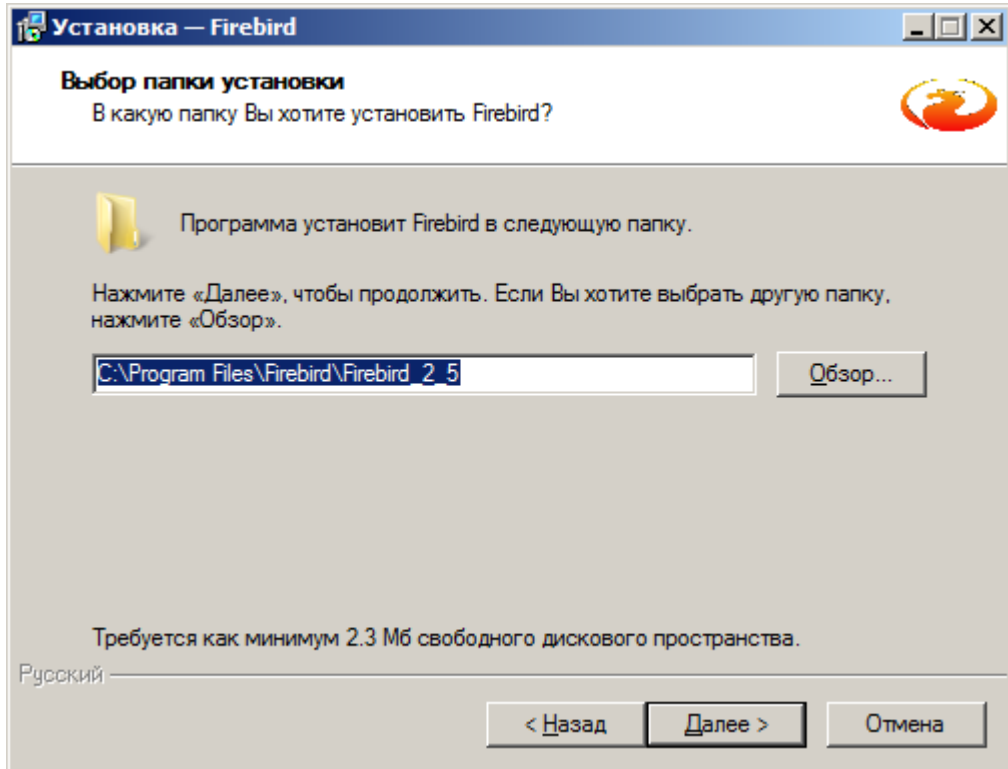 Установка — Firebird
Выбор папки установки
В какую папку Вы хотите установить Firebird?
Программа установит Firebird в следующую папку.
Нажмите «Далее», чтобы продолжить. Если Вы хотите выбрать другую папку,
нажмите «Обзор».
C:\Program Files\Firebird\Firebird_2_5
Обзор...
Требуется как минимум 2.3 Мб свободного дискового пространства.
Русский
< Назад
Далее >
Отмена